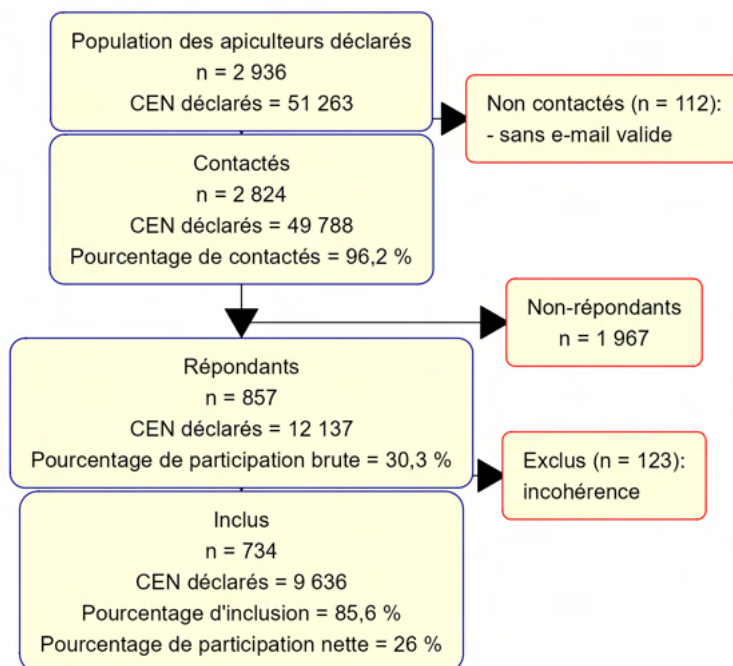 Population des apiculteurs déclarés
n = 2 936
CEN déclarés = 51 263
Non contactés (n = 112):
- sans e-mail valide
Contactés
n = 2 824
CEN déclarés = 49 788
Pourcentage de contactés = 96,2 %
Non-répondants
n = 1 967
Répondants
n = 857
CEN déclarés = 12 137
Pourcentage de participation brute = 30,3 %
Exclus (n = 123):
incohérence
Inclus
n = 734
CEN déclarés = 9 636
Pourcentage d'inclusion = 85,6 %
Pourcentage de participation nette = 26 %